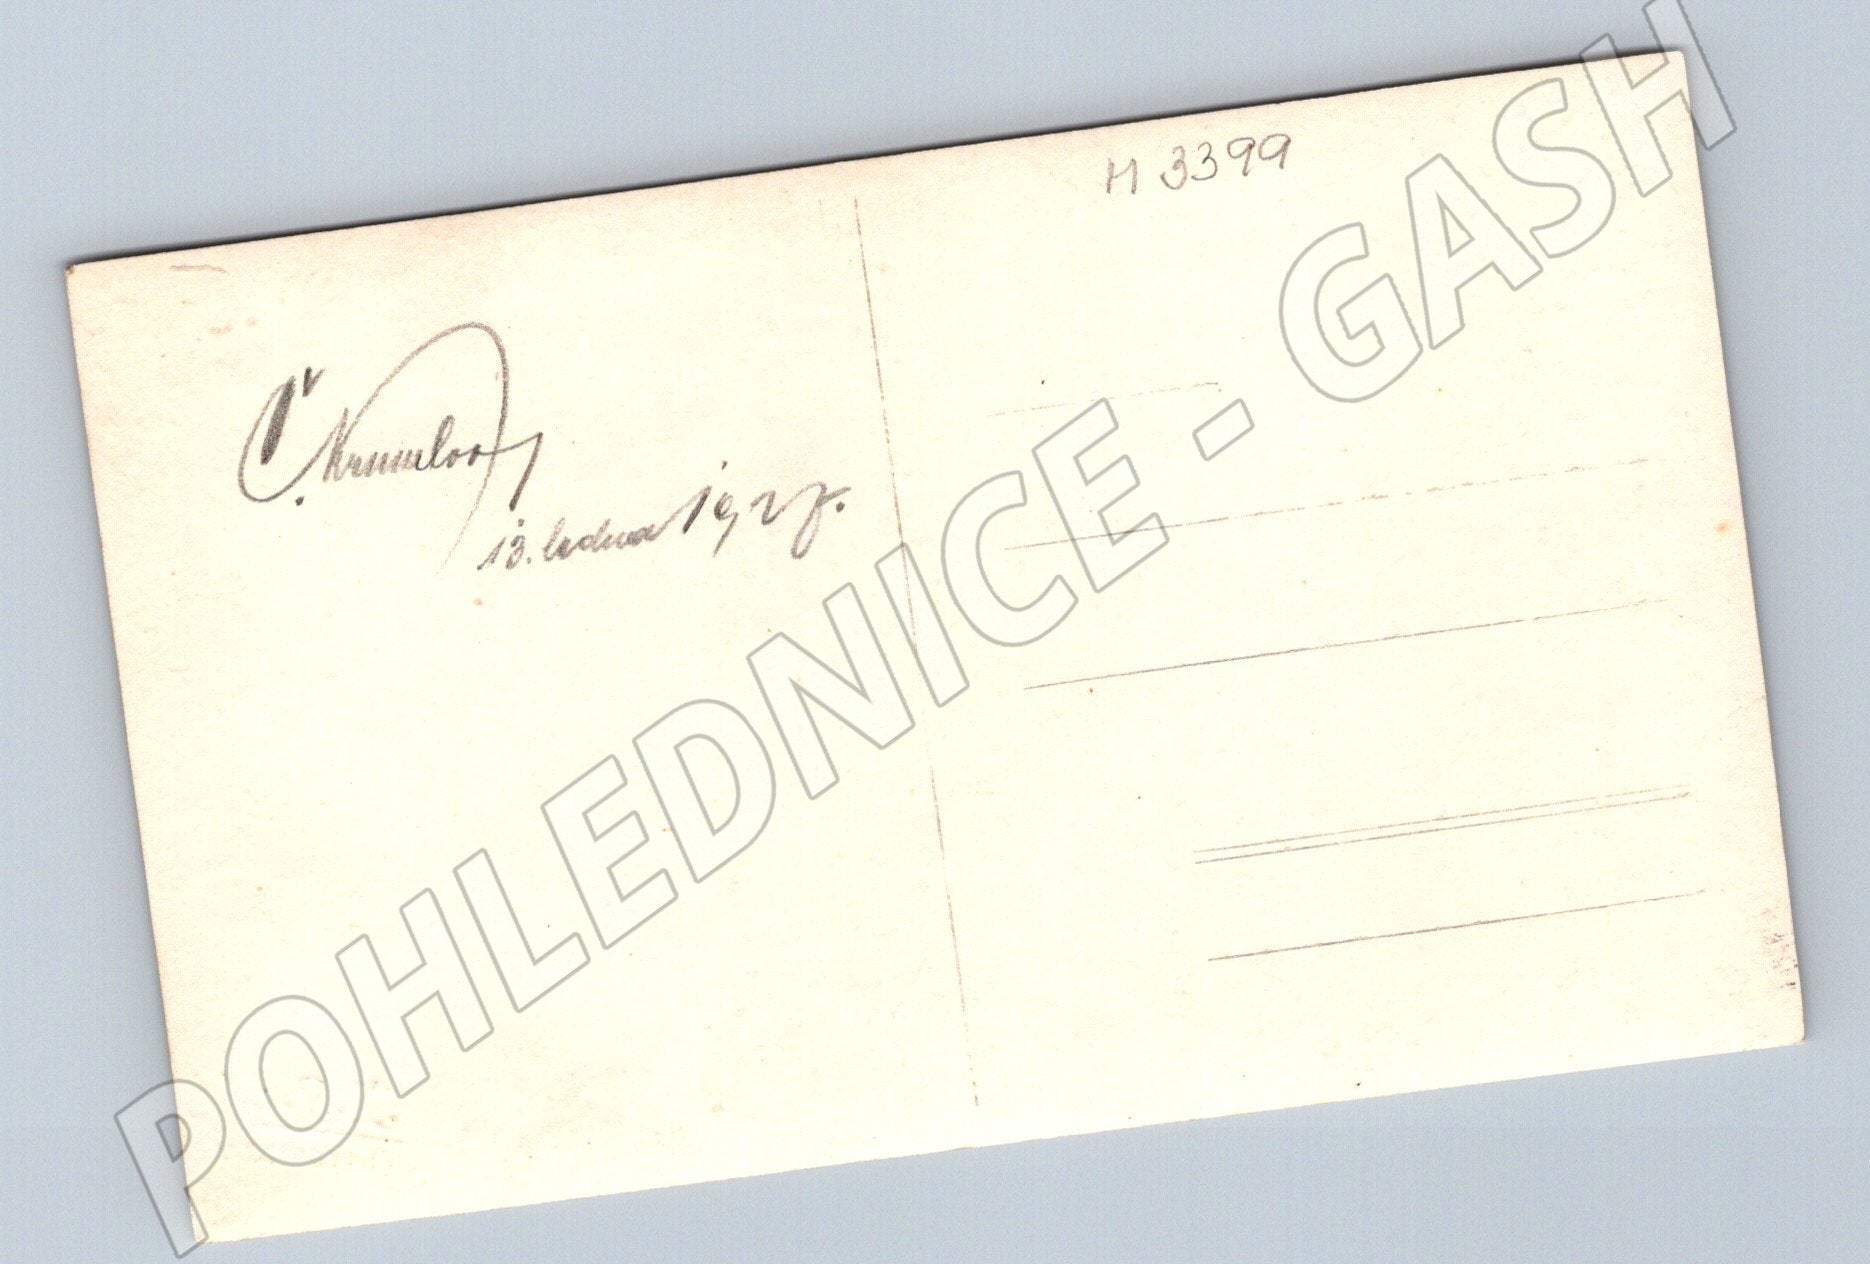 M 3399
Č. Krumlov
13. ledna 1927.
POHLEDNICE - GASH